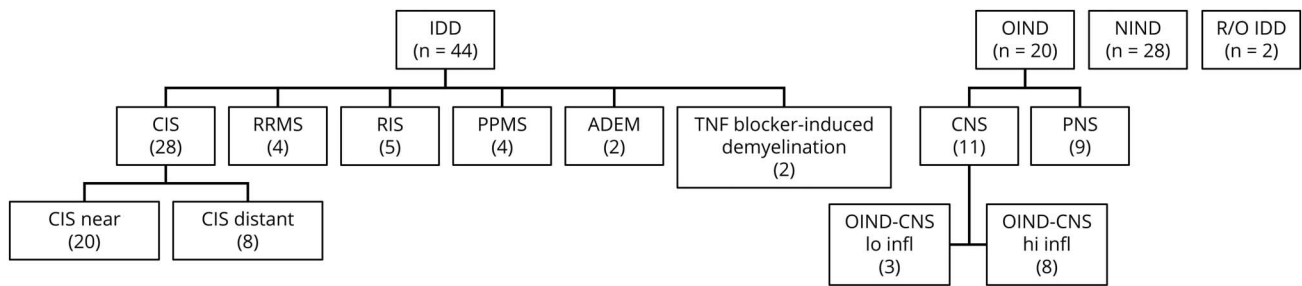 IDD
(n = 44)
OIND
(n = 20)
NIND
(n = 28)
R/O IDD
(n = 2)
CIS
(28)
RRMS
(4)
RIS
(5)
PPMS
(4)
ADEM
(2)
TNF blocker-induced
demyelination
(2)
CNS
(11)
PNS
(9)
CIS near
(20)
CIS distant
(8)
OIND-CNS
lo infl
(3)
OIND-CNS
hi infl
(8)